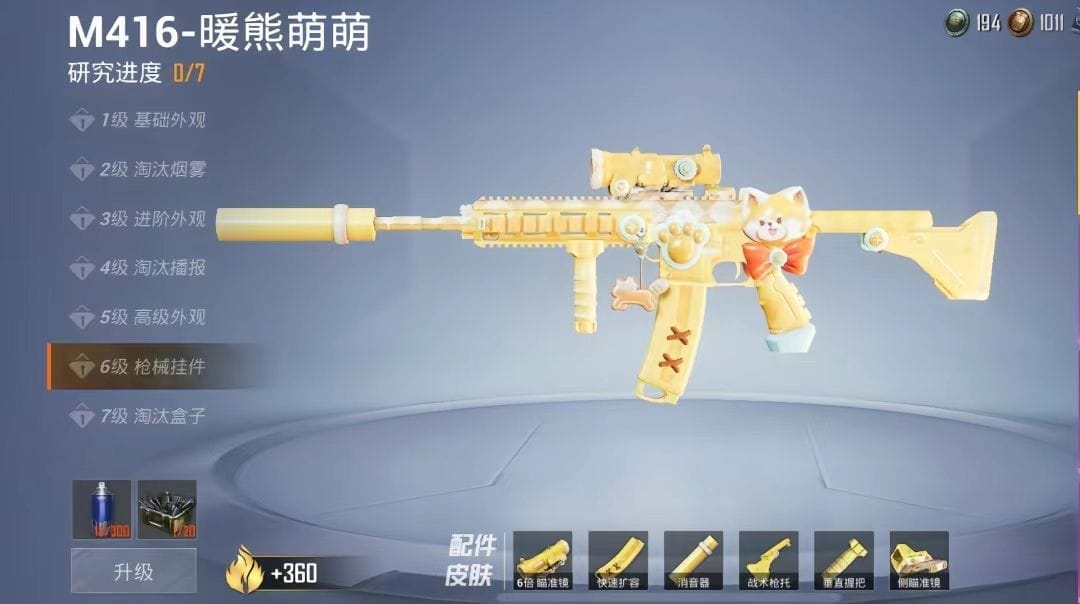 M416-暖熊萌萌
194 1011
研究进度 0/7
1级 基础外观
2级 淘汰烟雾
3级 进阶外观
4级 淘汰播报
5级 高级外观
6级 枪械挂件
7级 淘汰盒子
/300
1/20
升级
+360
配件
皮肤
6倍 瞄准镜
快速扩容
消音器
战术枪托
垂直握把
侧瞄准镜